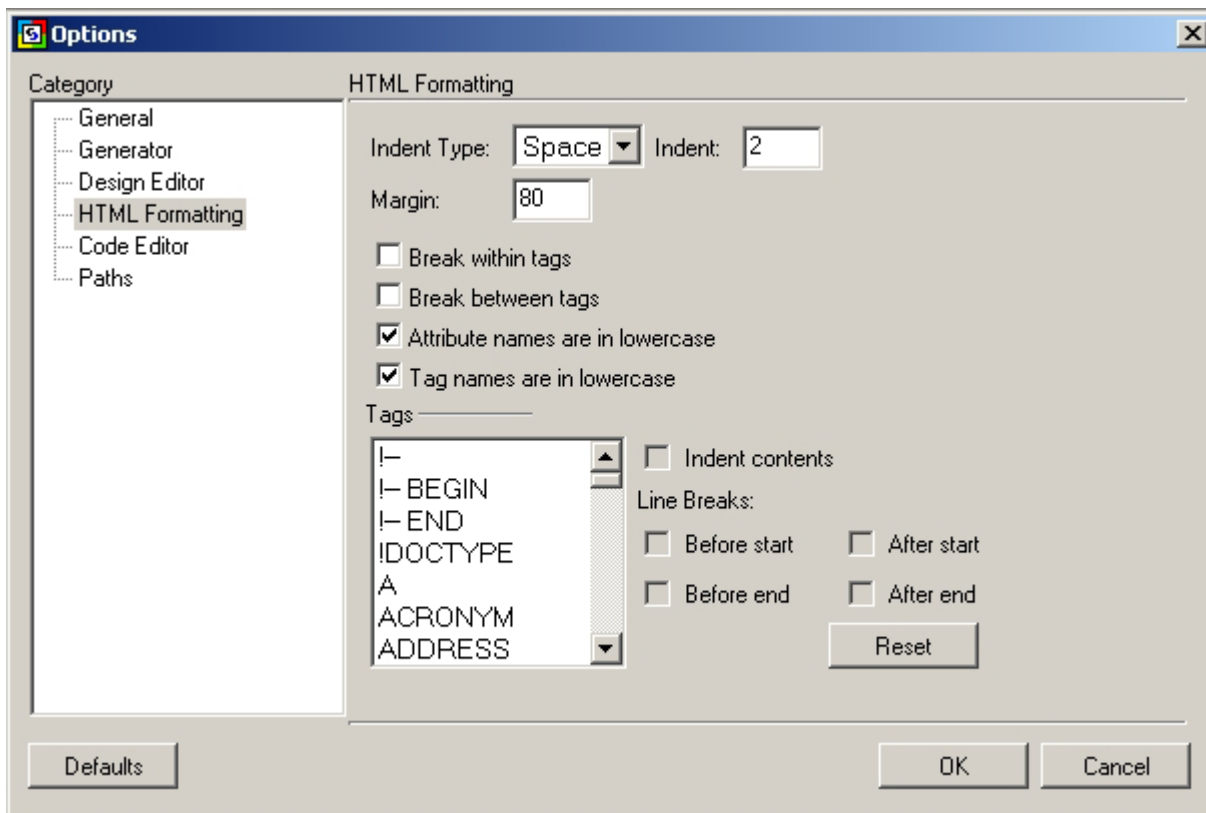 Options
Category
General
Generator
Design Editor
HTML Formatting
Code Editor
Paths
HTML Formatting
Indent Type: Space Indent: 2
Margin: 80
Break within tags
Break between tags
Attribute names are in lowercase
Tag names are in lowercase
Tags
!--
!-- BEGIN
!-- END
!DOCTYPE
A
ACRONYM
ADDRESS
Indent contents
Line Breaks:
Before start After start
Before end After end
Reset
Defaults OK Cancel